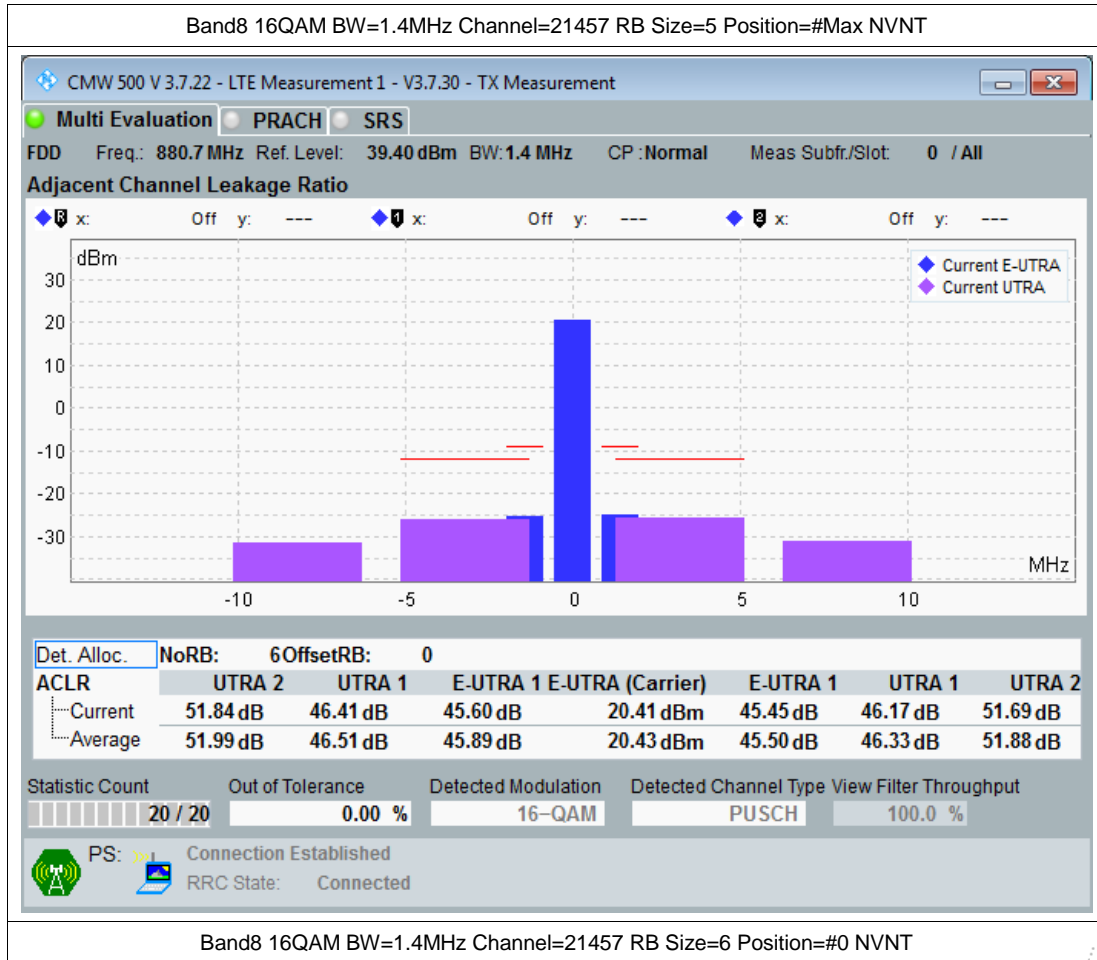 Band8 16QAM BW=1.4MHz Channel=21457 RB Size=5 Position=#Max NVNT
CMW 500 V 3.7.22 - LTE Measurement 1 - V3.7.30 - TX Measurement
Multi Evaluation PRACH SRS
FDD Freq.: 880.7 MHz Ref. Level: 39.40 dBm BW: 1.4 MHz CP : Normal Meas Subfr./Slot: 0 / All
Adjacent Channel Leakage Ratio
R x: Off y: --- 1 x: Off y: --- 2 x: Off y: ---
dBm
Current E-UTRA
Current UTRA
30
20
10
0
-10
-20
-30
MHz
-10 -5 0 5 10
Det. Alloc. NoRB: 6 OffsetRB: 0
ACLR UTRA 2 UTRA 1 E-UTRA 1 E-UTRA (Carrier) E-UTRA 1 UTRA 1 UTRA 2
Current 51.84 dB 46.41 dB 45.60 dB 20.41 dBm 45.45 dB 46.17 dB 51.69 dB
Average 51.99 dB 46.51 dB 45.89 dB 20.43 dBm 45.50 dB 46.33 dB 51.88 dB
Statistic Count Out of Tolerance Detected Modulation Detected Channel Type View Filter Throughput
20 / 20 0.00 % 16-QAM PUSCH 100.0 %
PS: Connection Established
RRC State: Connected
Band8 16QAM BW=1.4MHz Channel=21457 RB Size=6 Position=#0 NVNT